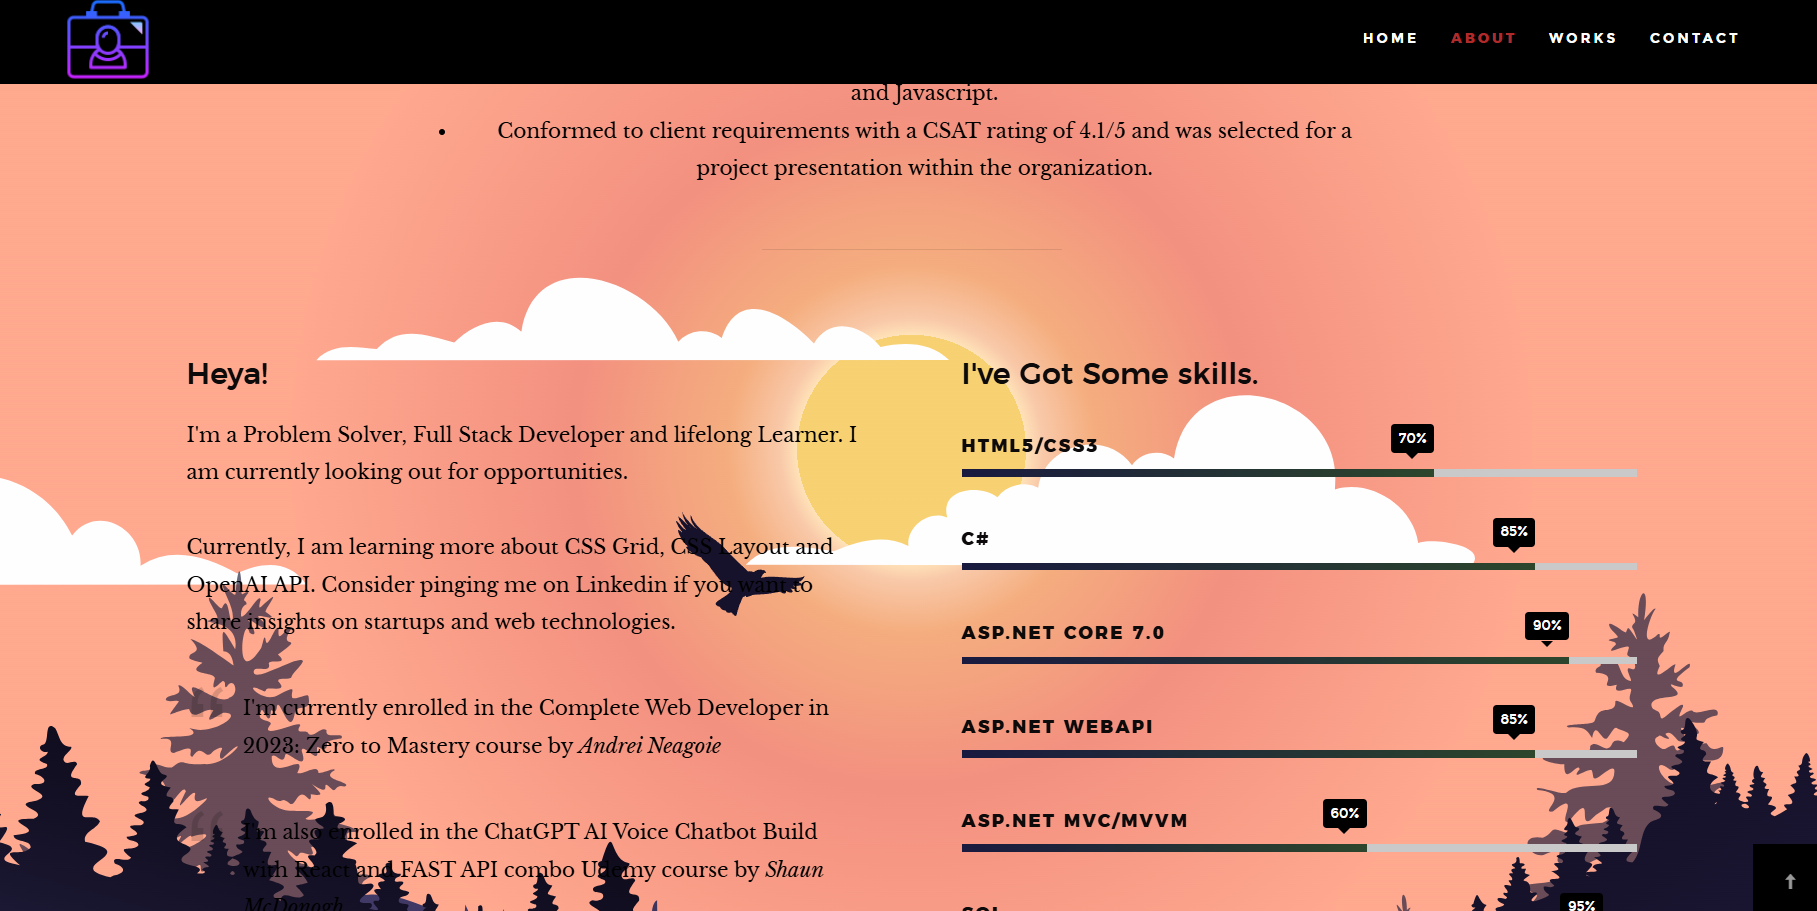 HOME ABOUT WORKS CONTACT
and Javascript.
• Conformed to client requirements with a CSAT rating of 4.1/5 and was selected for a
project presentation within the organization.
Heya!
I'm a Problem Solver, Full Stack Developer and lifelong Learner. I
am currently looking out for opportunities.
Currently, I am learning more about CSS Grid, CSS Layout and
OpenAI API. Consider pinging me on Linkedin if you want to
share insights on startups and web technologies.
“ I'm currently enrolled in the Complete Web Developer in
2023: Zero to Mastery course by Andrei Neagoie
“ I'm also enrolled in the ChatGPT AI Voice Chatbot Build
with React and FAST API combo Udemy course by Shaun
McDonogh
I've Got Some skills.
HTML5/CSS3 70%
C# 85%
ASP.NET CORE 7.0 90%
ASP.NET WEBAPI 85%
ASP.NET MVC/MVVM 60%
SQL 95%